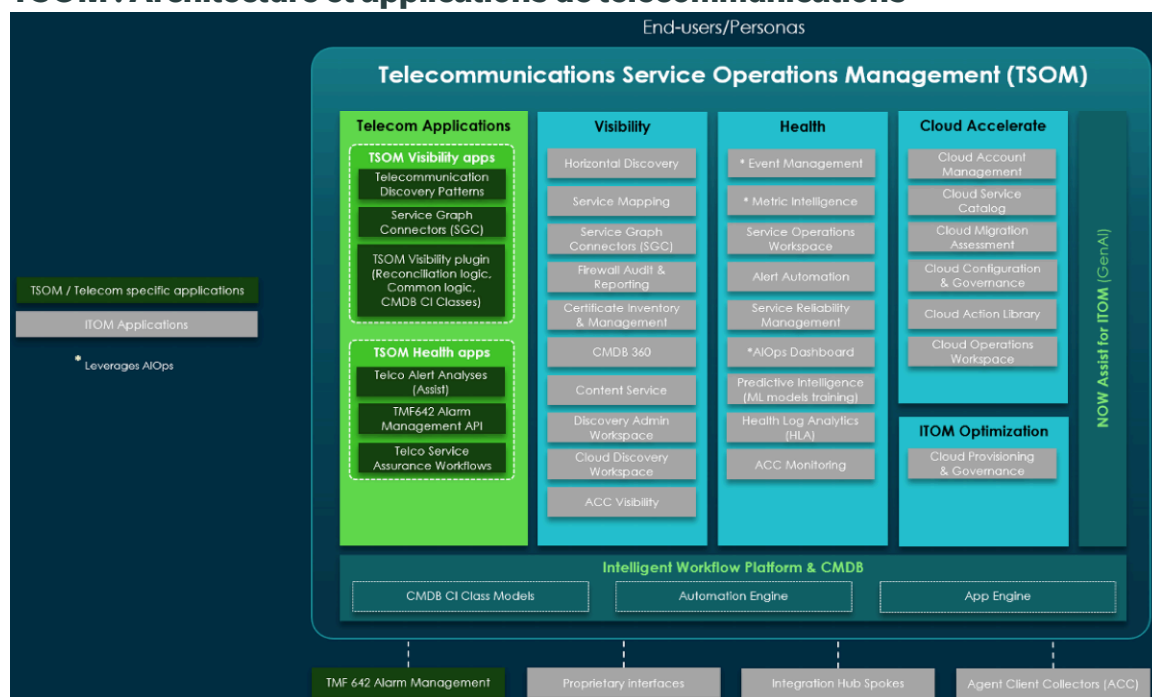 TSOM : Architecture et applications de télécommunications
End-users/Personas
Telecommunications Service Operations Management (TSOM)
TSOM / Telecom specific applications
ITOM Applications
* Leverages AIOps
Telecom Applications
TSOM Visibility apps
Telecommunication
Discovery Patterns
Service Graph
Connectors (SGC)
TSOM Visibility plugin
(Reconciliation logic,
Common logic,
CMDB CI Classes)
TSOM Health apps
Telco Alert Analyses
(Assist)
TMF642 Alarm
Management API
Telco Service
Assurance Workflows
Visibility
Horizontal Discovery
Service Mapping
Service Graph
Connectors (SGC)
Firewall Audit &
Reporting
Certificate Inventory
& Management
CMDB 360
Content Service
Discovery Admin
Workspace
Cloud Discovery
Workspace
ACC Visibility
Health
* Event Management
* Metric Intelligence
Service Operations
Workspace
Alert Automation
Service Reliability
Management
*AIOps Dashboard
Predictive Intelligence
(ML models training)
Health Log Analytics
(HLA)
ACC Monitoring
Cloud Accelerate
Cloud Account
Management
Cloud Service
Catalog
Cloud Migration
Assessment
Cloud Configuration
& Governance
Cloud Action Library
Cloud Operations
Workspace
ITOM Optimization
Cloud Provisioning
& Governance
NOW Assist for ITOM (GenAI)
Intelligent Workflow Platform & CMDB
CMDB CI Class Models
Automation Engine
App Engine
TMF 642 Alarm Management
Proprietary interfaces
Integration Hub Spokes
Agent Client Collectors (ACC)